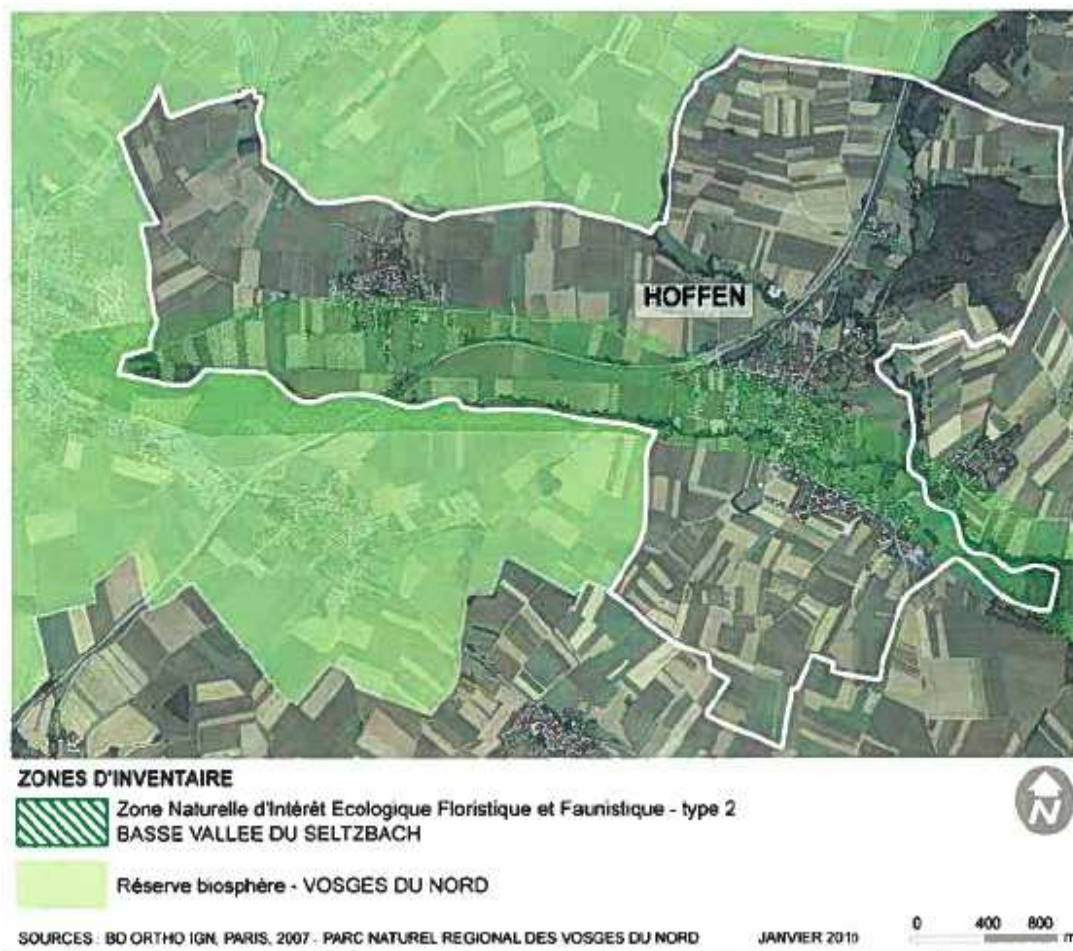 HOFFEN
ZONES D'INVENTAIRE
Zone Naturelle d'Intérêt Ecologique Floristique et Faunistique - type 2
BASSE VALLEE DU SELTZBACH
Réserve biosphère - VOSGES DU NORD
N
SOURCES : BD ORTHO IGN, PARIS, 2007 - PARC NATUREL REGIONAL DES VOSGES DU NORD JANVIER 2010
0 400 800
m